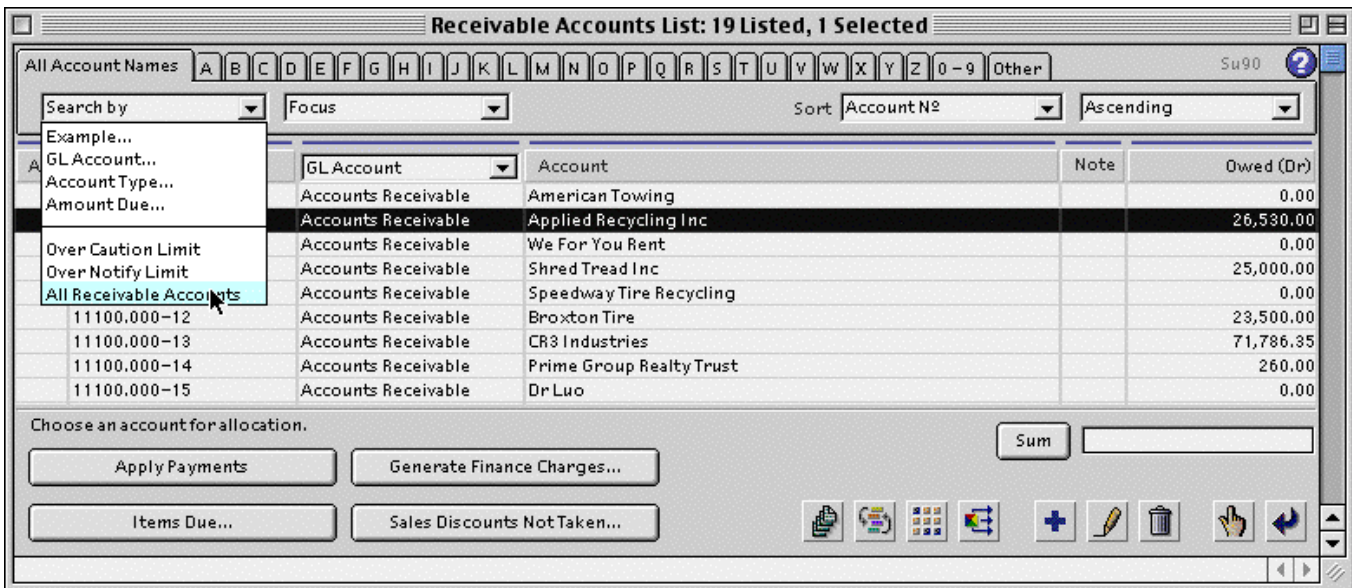 Receivable Accounts List: 19 Listed, 1 Selected
All Account Names A B C D E F G H I J K L M N O P Q R S T U V W X Y Z 0-9 Other Su90 ?
Search by Focus Sort Account Nº Ascending
Example...
GL Account...
Account Type...
Amount Due...
Over Caution Limit
Over Notify Limit
All Receivable Accounts
A GL Account Account Note Owed (Dr)
Accounts Receivable American Towing 0.00
Accounts Receivable Applied Recycling Inc 26,530.00
Accounts Receivable We For You Rent 0.00
Accounts Receivable Shred Tread Inc 25,000.00
Accounts Receivable Speedway Tire Recycling 0.00
11100.000-12 Accounts Receivable Broxton Tire 23,500.00
11100.000-13 Accounts Receivable CR3 Industries 71,786.35
11100.000-14 Accounts Receivable Prime Group Realty Trust 260.00
11100.000-15 Accounts Receivable Dr Luo 0.00
Choose an account for allocation.
Sum
Apply Payments Generate Finance Charges...
Items Due... Sales Discounts Not Taken...